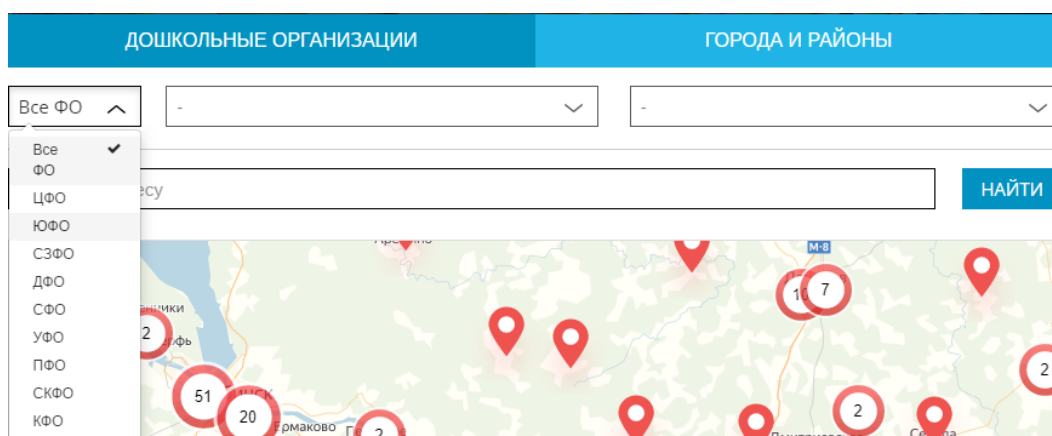 ДОШКОЛЬНЫЕ ОРГАНИЗАЦИИ
ГОРОДА И РАЙОНЫ
Все ФО
-
-
Все
ФО
ЦФО
ЮФО
СЗФО
ДФО
СФО
УФО
ПФО
СКФО
КФО
есу
НАЙТИ
М-8
10
7
2
51
20
2
2
2
Ермаково